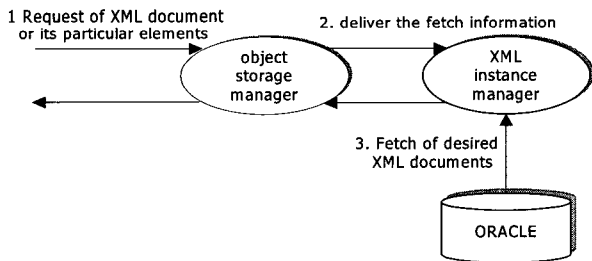 1 Request of XML document
or its particular elements
2. deliver the fetch information
object
storage
manager
XML
instance
manager
3. Fetch of desired
XML documents
ORACLE